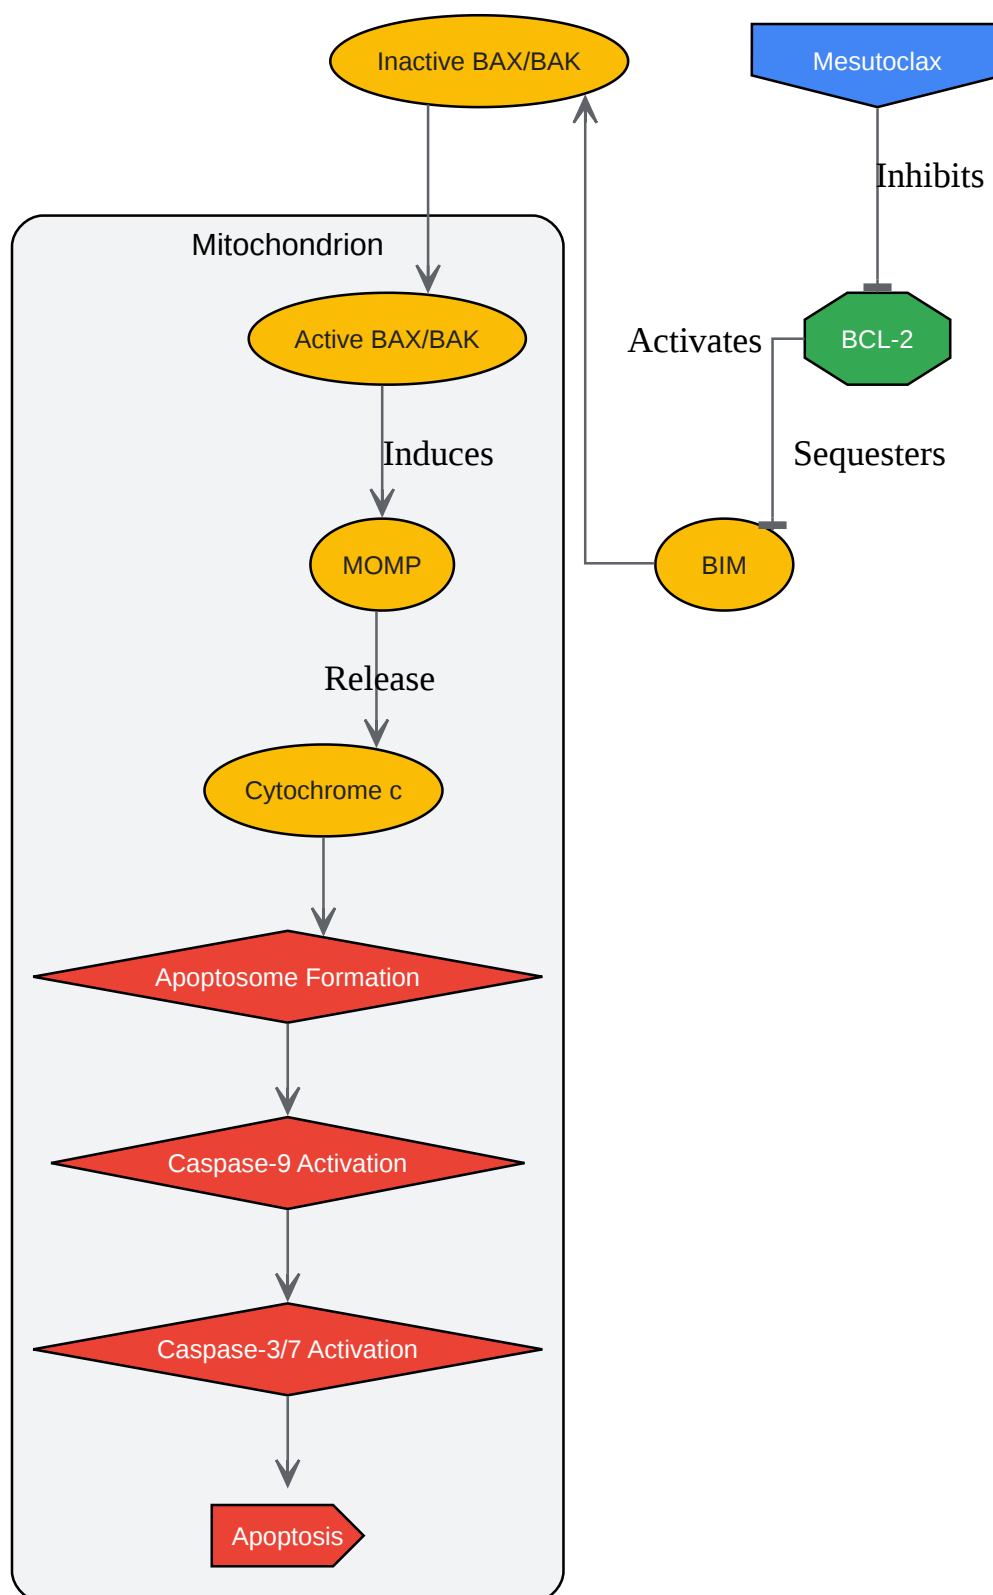 Inactive BAX/BAK
Mesutoclax
Inhibits
Mitochondrion
Active BAX/BAK
Activates
BCL-2
Induces
Sequesters
MOMP
BIM
Release
Cytochrome c
Apoptosome Formation
Caspase-9 Activation
Caspase-3/7 Activation
Apoptosis